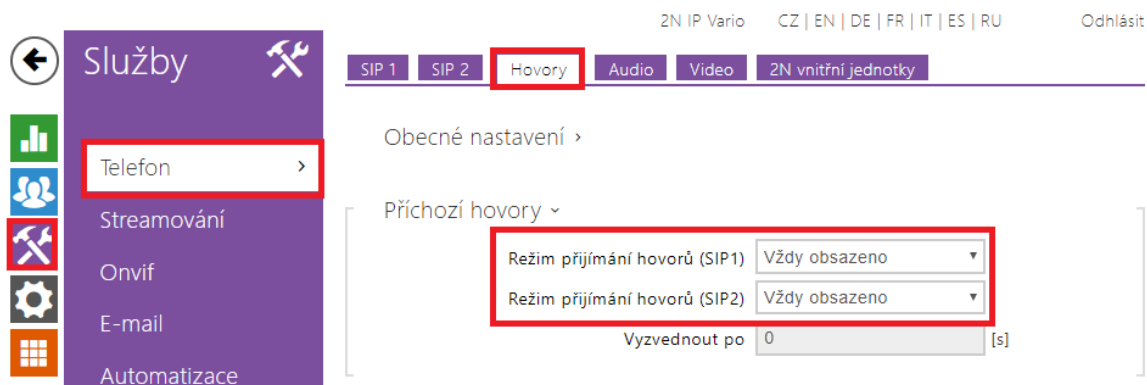 2N IP Vario CZ | EN | DE | FR | IT | ES | RU Odhlásit
Služby
SIP 1 SIP 2 Hovory Audio Video 2N vnitřní jednotky
Obecné nastavení ›
Telefon ›
Příchozí hovory
Streamování
Režim přijímání hovorů (SIP1) Vždy obsazeno
Onvif
Režim přijímání hovorů (SIP2) Vždy obsazeno
E-mail
Vyzvednout po 0 [s]
Automatizace